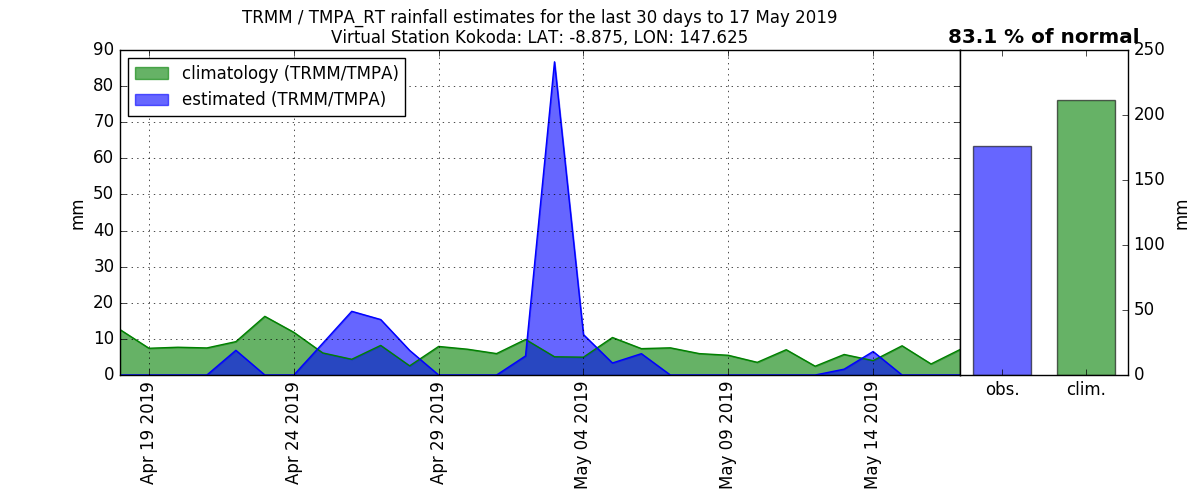 TRMM / TMPA_RT rainfall estimates for the last 30 days to 17 May 2019
Virtual Station Kokoda: LAT: -8.875, LON: 147.625
83.1 % of normal
climatology (TRMM/TMPA)
estimated (TRMM/TMPA)
90
80
70
60
50
40
30
20
10
0
mm
Apr 19 2019
Apr 24 2019
Apr 29 2019
May 04 2019
May 09 2019
May 14 2019
250
200
150
100
50
0
mm
obs.
clim.